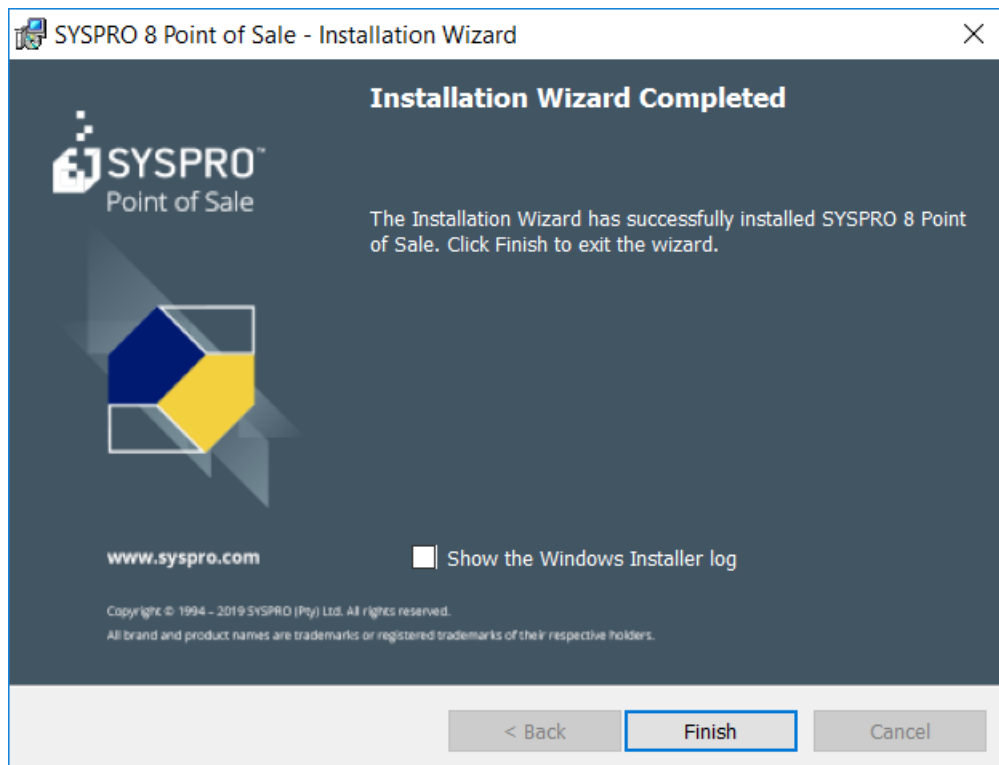 SYSPRO 8 Point of Sale - Installation Wizard
Installation Wizard Completed
SYSPRO™
Point of Sale
The Installation Wizard has successfully installed SYSPRO 8 Point
of Sale. Click Finish to exit the wizard.
www.syspro.com
Show the Windows Installer log
Copyright © 1994 – 2019 SYSPRO (Pty) Ltd. All rights reserved.
All brand and product names are trademarks or registered trademarks of their respective holders.
< Back
Finish
Cancel